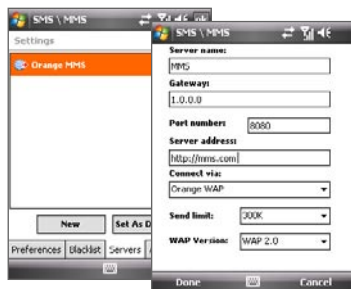 SMS \ MMS
Settings
Orange MMS
New
Set As D
Preferences Blacklist Servers
SMS \ MMS
Server name:
MMS
Gateway:
1.0.0.0
Port number: 8080
Server address:
http://mms.com
Connect via:
Orange WAP
Send limit: 300K
WAP Version: WAP 2.0
Done Cancel